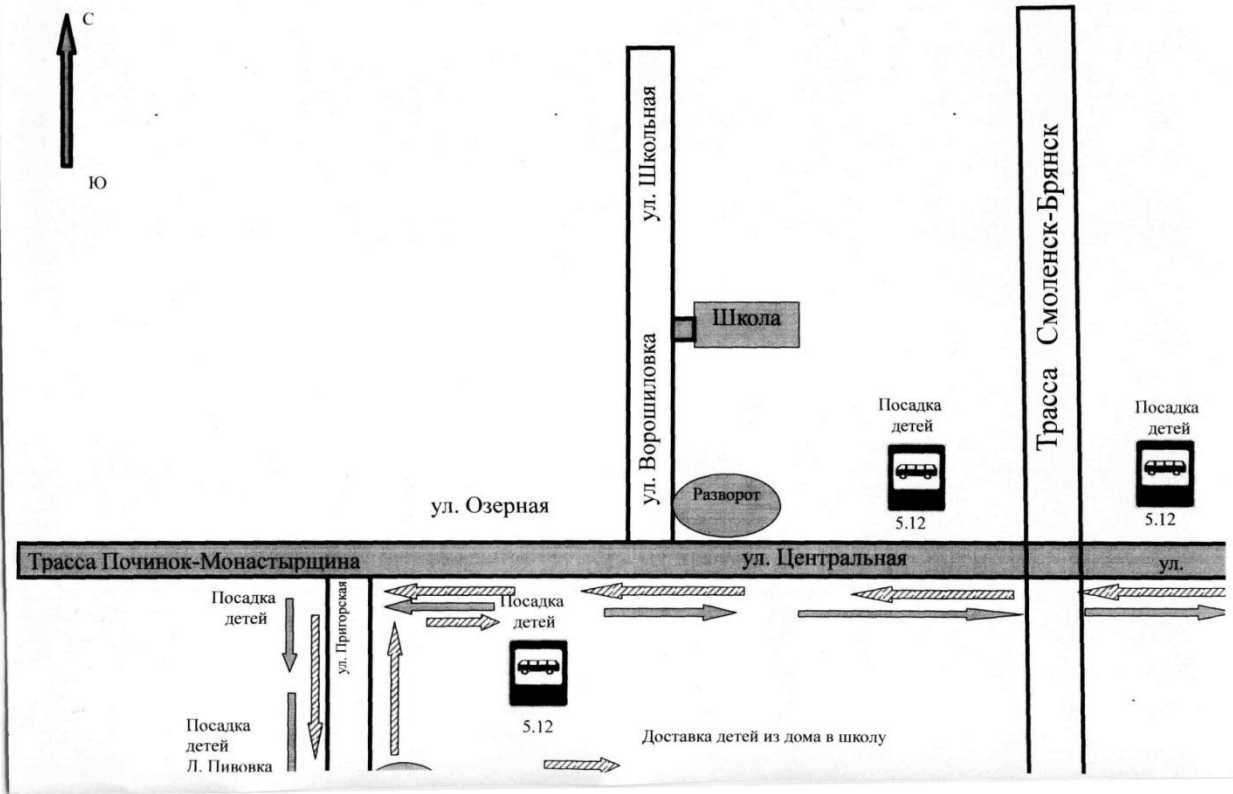 С
Ю
ул. Школьная
ул. Ворошиловка
Школа
Трасса Смоленск-Брянск
Посадка
детей
5.12
Посадка
детей
5.12
Разворот
ул. Озерная
Трасса Починок-Монастырщина
ул. Центральная
ул.
Посадка
детей
ул. Пригорская
Посадка
детей
5.12
Посадка
детей
Д. Пивовка
Доставка детей из дома в школу